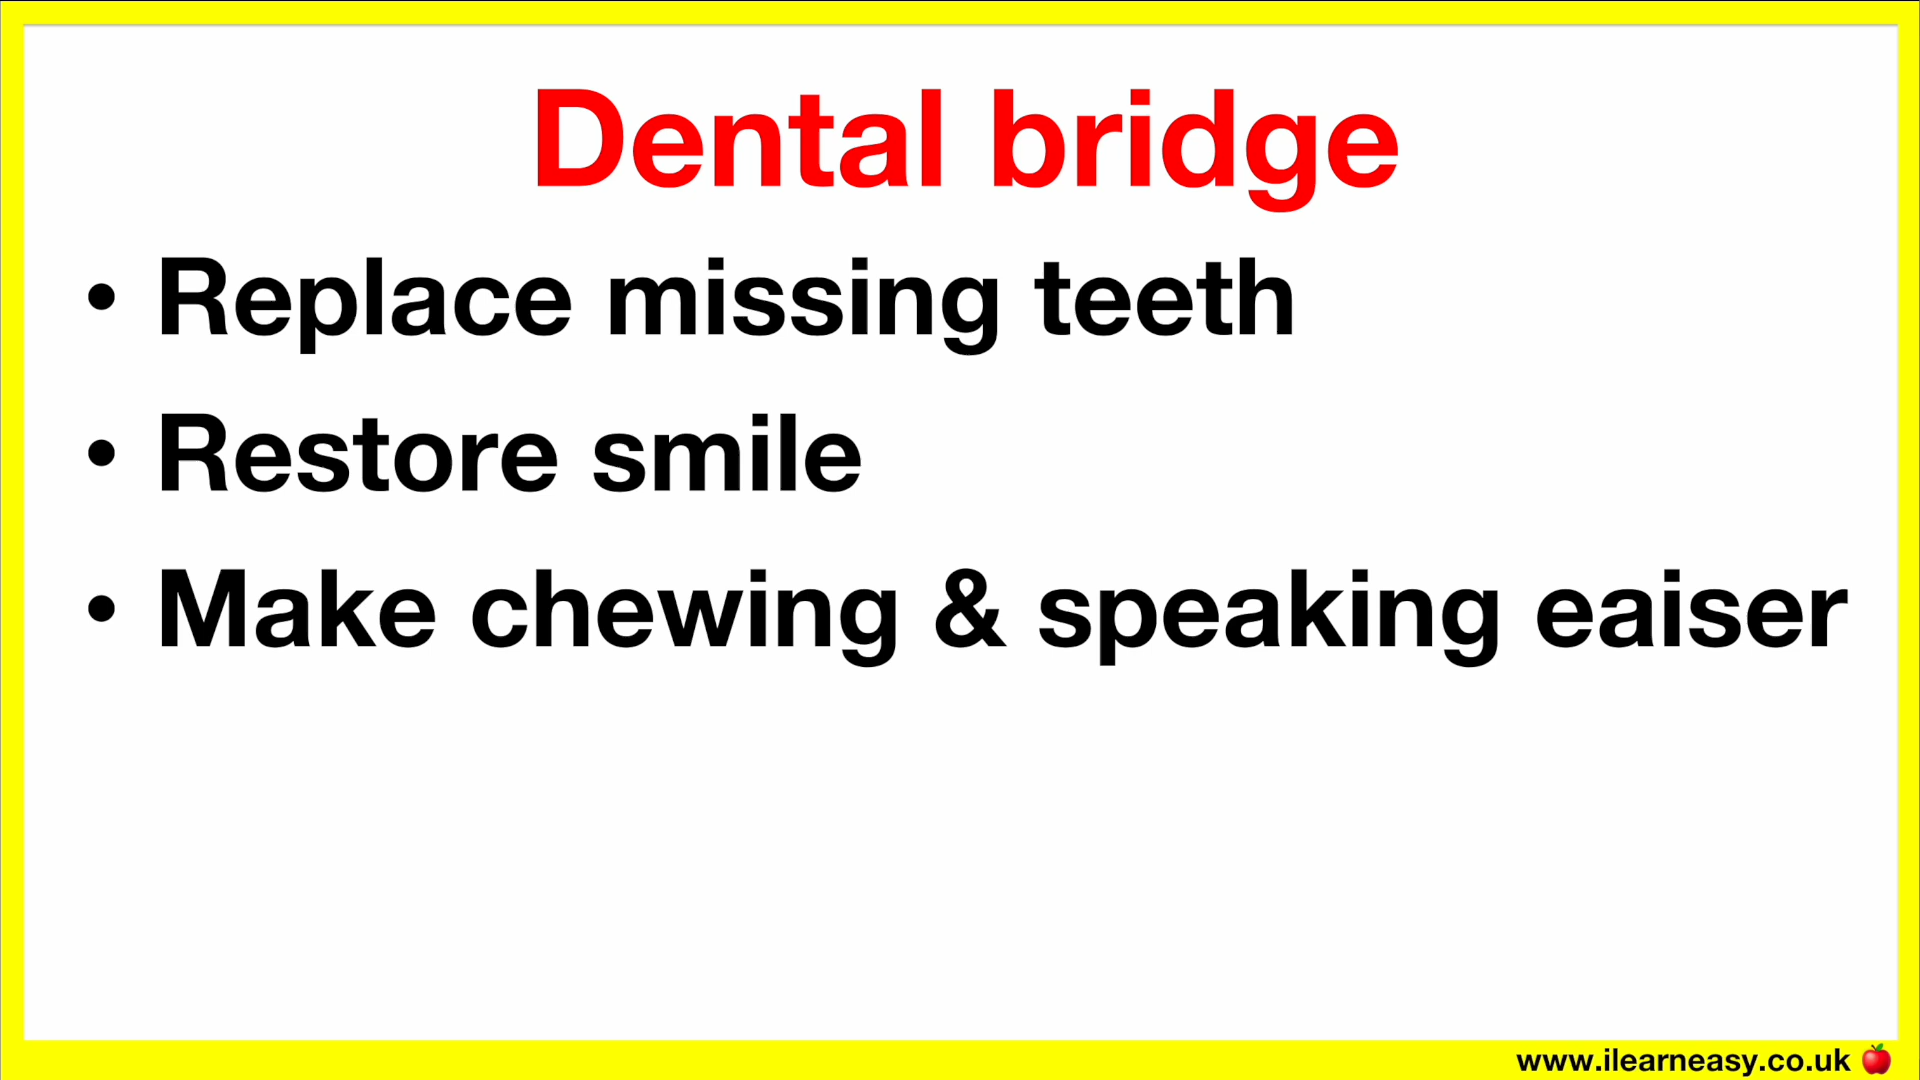 Dental bridge
• Replace missing teeth
• Restore smile
• Make chewing & speaking eaiser
www.ilearneasy.co.uk